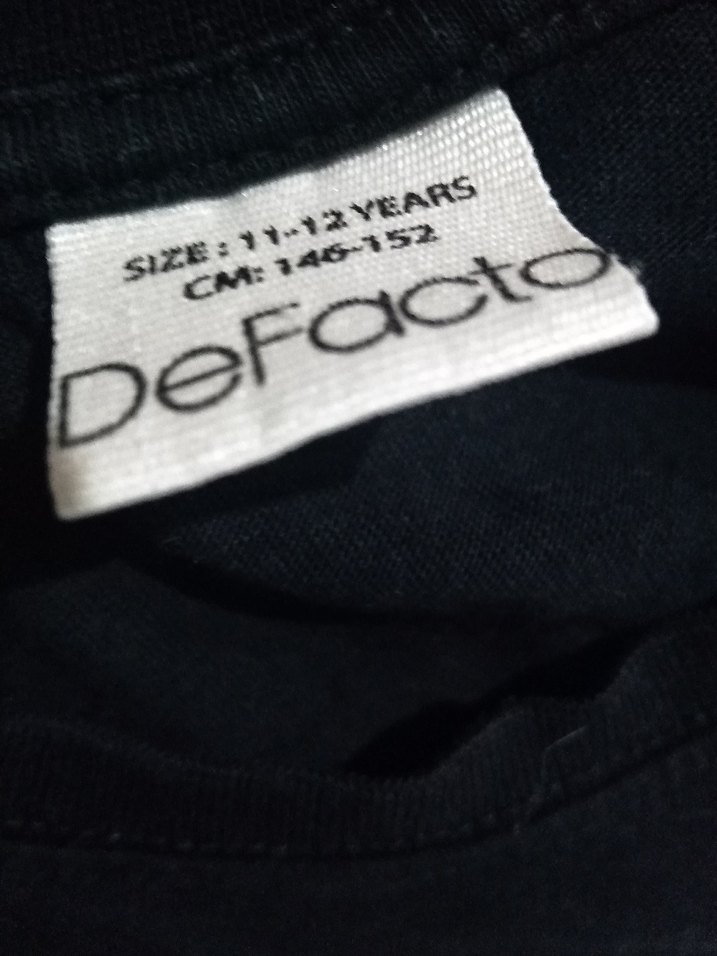 SIZE: 11-12 YEARS
CM: 146-152
DeFacto